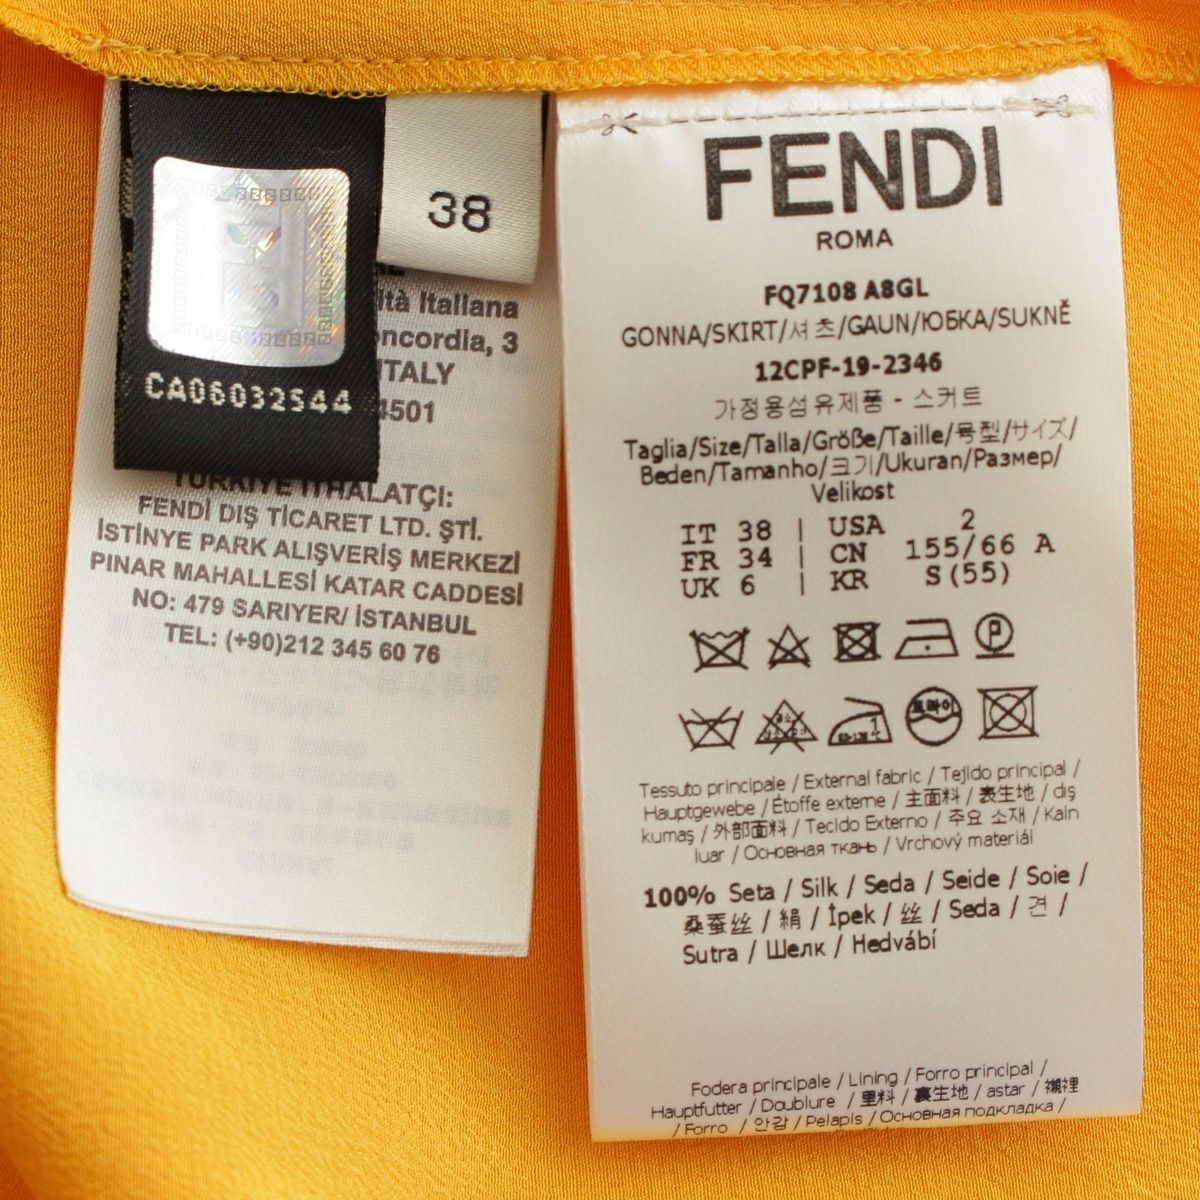 38
ità Italiana
oncordia, 3
ITALY
4501
CA06032544
TÜRKİYE İTHALATÇI:
FENDİ DIŞ TİCARET LTD. ŞTİ.
İSTİNYE PARK ALIŞVERİŞ MERKEZİ
PINAR MAHALLESİ KATAR CADDESİ
NO: 479 SARIYER/ İSTANBUL
TEL: (+90)212 345 60 76
FENDI
ROMA
FQ7108 A8GL
GONNA/SKIRT/셔츠/GAUN/ЮБКА/SUKNĚ
12CPF-19-2346
가정용섬유제품 - 스커트
Taglia/Size/Talla/Größe/Taille/号型/サイズ/
Beden/Tamanho/크기/Ukuran/Размер/
Velikost
IT 38 | USA 2
FR 34 | CN 155/66 A
UK 6 | KR S(55)
P
드라이
Tessuto principale / External fabric / Tejido principal /
Hauptgewebe / Étoffe externe / 主面料 / 表生地 / dış
kumaş / 外部面料 / Tecido Externo / 주요 소재 / Kain
luar / Основная ткань / Vrchový materiál
100% Seta / Silk / Seda / Seide / Soie /
桑蚕丝 / 絹 / İpek / 丝 / Seda / 견 /
Sutra / Шелк / Hedvábí
Fodera principale / Lining / Forro principal /
Hauptfutter / Doublure / 里料 / 裏生地 / astar / 襯裡
/ Forro / 안감 / Pelapis / Основная подкладка /